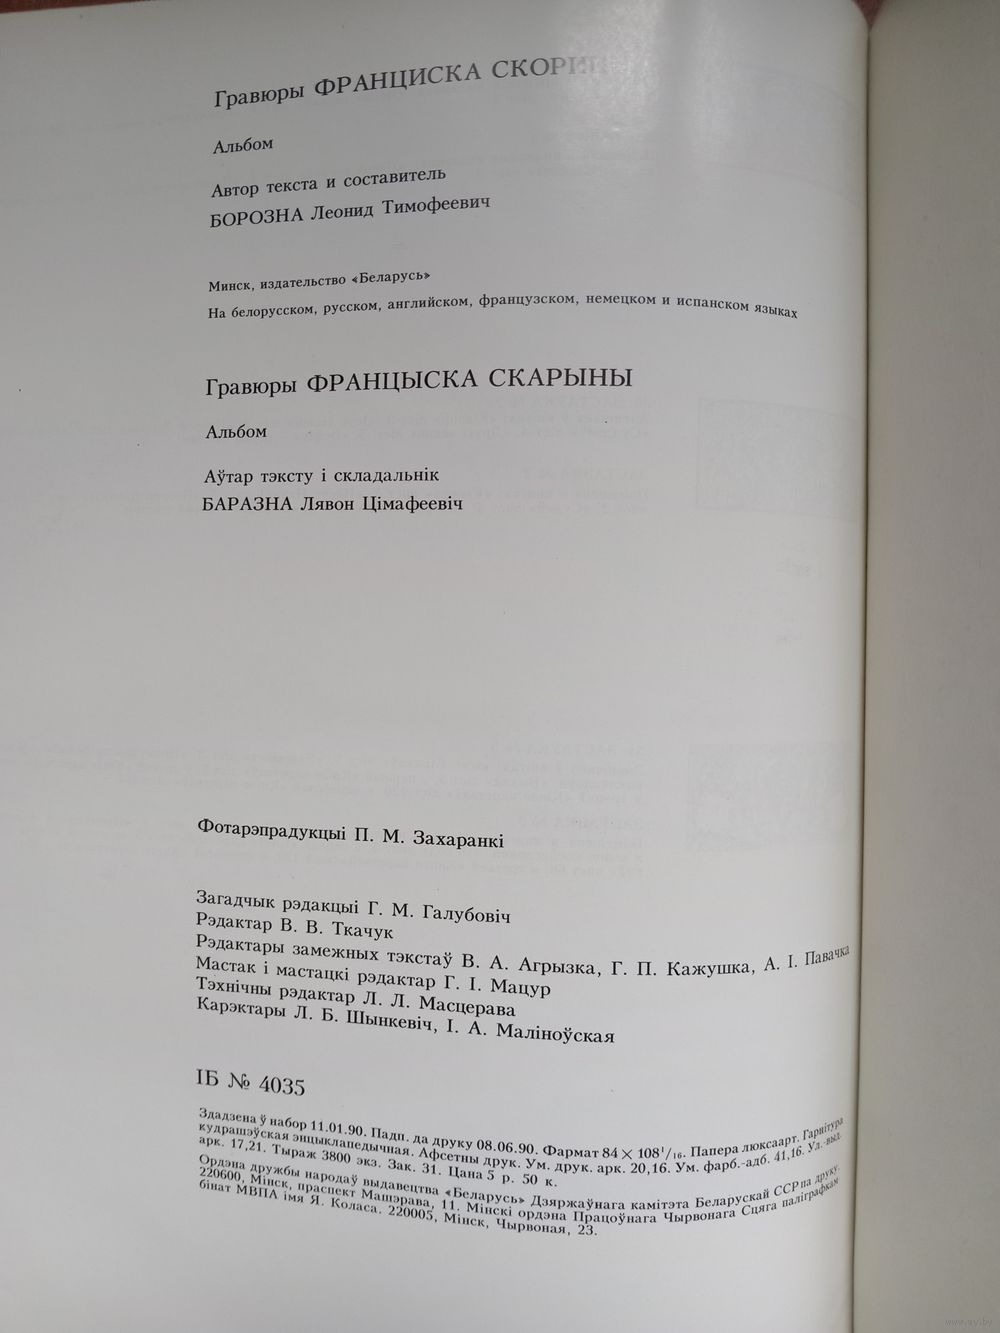 Гравюры ФРАНЦИСКА СКОРИНЫ
Альбом
Автор текста и составитель
БОРОЗНА Леонид Тимофеевич
Минск, издательство «Беларусь»
На белорусском, русском, английском, французском, немецком и испанском языках
Гравюры ФРАНЦЫСКА СКАРЫНЫ
Альбом
Аўтар тэксту і складальнік
БАРАЗНА Лявон Цімафеевіч
Фотарэпрадукцыі П. М. Захаранкі
Загадчык рэдакцыі Г. М. Галубовіч
Рэдактар В. В. Ткачук
Рэдактары замежных тэкстаў В. А. Агрызка, Г. П. Кажушка, А. І. Павачка
Мастак і мастацкі рэдактар Г. І. Мацур
Тэхнічны рэдактар Л. Л. Масцерава
Карэктары Л. Б. Шынкевіч, І. А. Маліноўская
ІБ № 4035
Здадзена ў набор 11.01.90. Падп. да друку 08.06.90. Фармат 84 × 108¹/₁₆. Папера люксаарт. Гарнітура
кудрашэўская энцыклапедычная. Афсетны друк. Ум. друк. арк. 20,16. Ум. фарб.-адб. 41,16. Ул.-выд.
арк. 17,21. Тыраж 3800 экз. Зак. 31. Цана 5 р. 50 к.
Ордэна дружбы народаў выдавецтва «Беларусь» Дзяржаўнага камітэта Беларускай ССР па друку.
220600, Мінск, праспект Машэрава, 11. Мінскі ордэна Працоўнага Чырвонага Сцяга паліграфкам
бінат МВПА імя Я. Коласа. 220005, Мінск, Чырвоная, 23.
www.ay.by